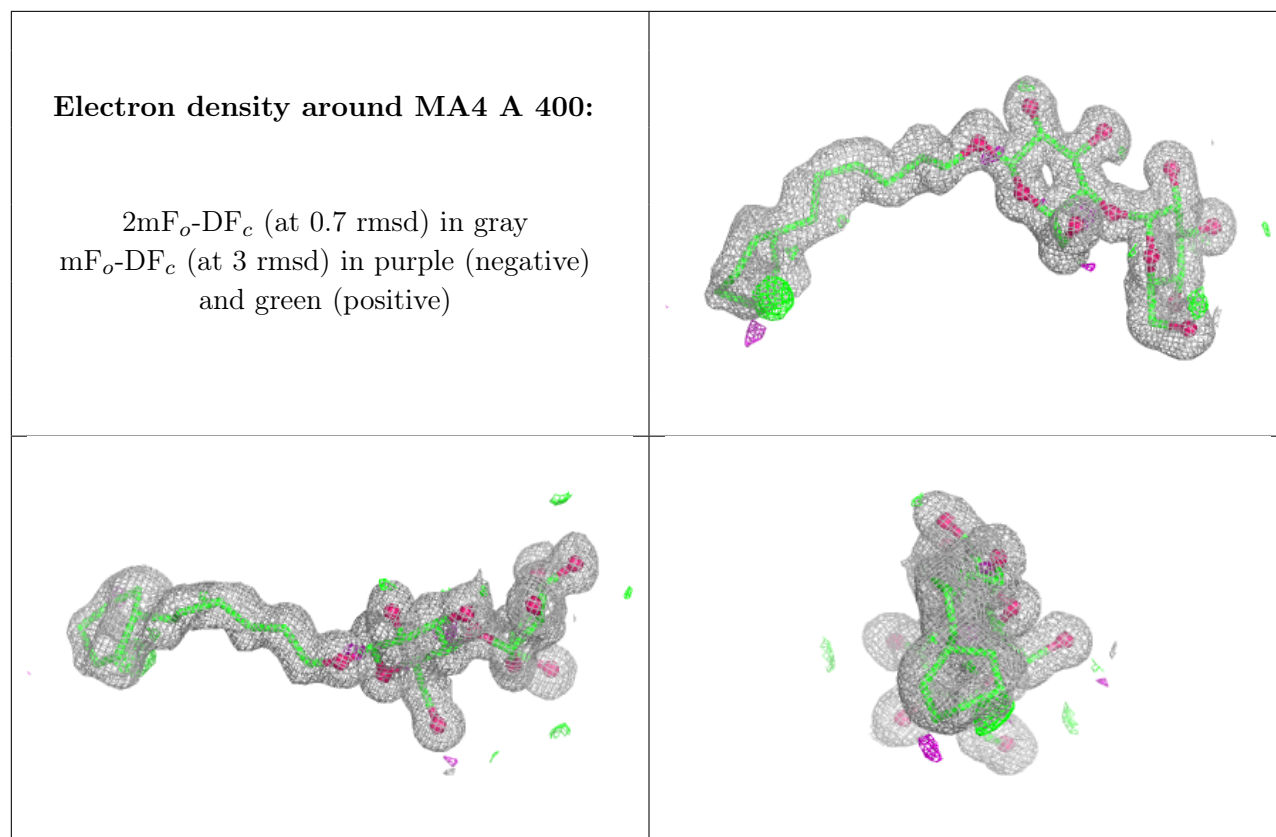 Electron density around MA4 A 400:
2mFo-DFc (at 0.7 rmsd) in gray
mFo-DFc (at 3 rmsd) in purple (negative)
and green (positive)